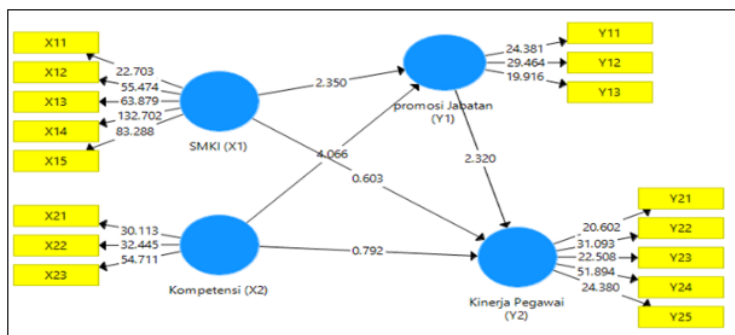 X11
X12
X13
X14
X15
22.703
55.474
63.879
132.702
83.288
SMKI (X1)
2.350
promosi Jabatan
(Y1)
24.381
29.464
19.916
Y11
Y12
Y13
4.066
0.603
2.320
X21
X22
X23
30.113
32.445
54.711
Kompetensi (X2)
0.792
Kinerja Pegawai
(Y2)
20.602
31.093
22.508
51.894
24.380
Y21
Y22
Y23
Y24
Y25